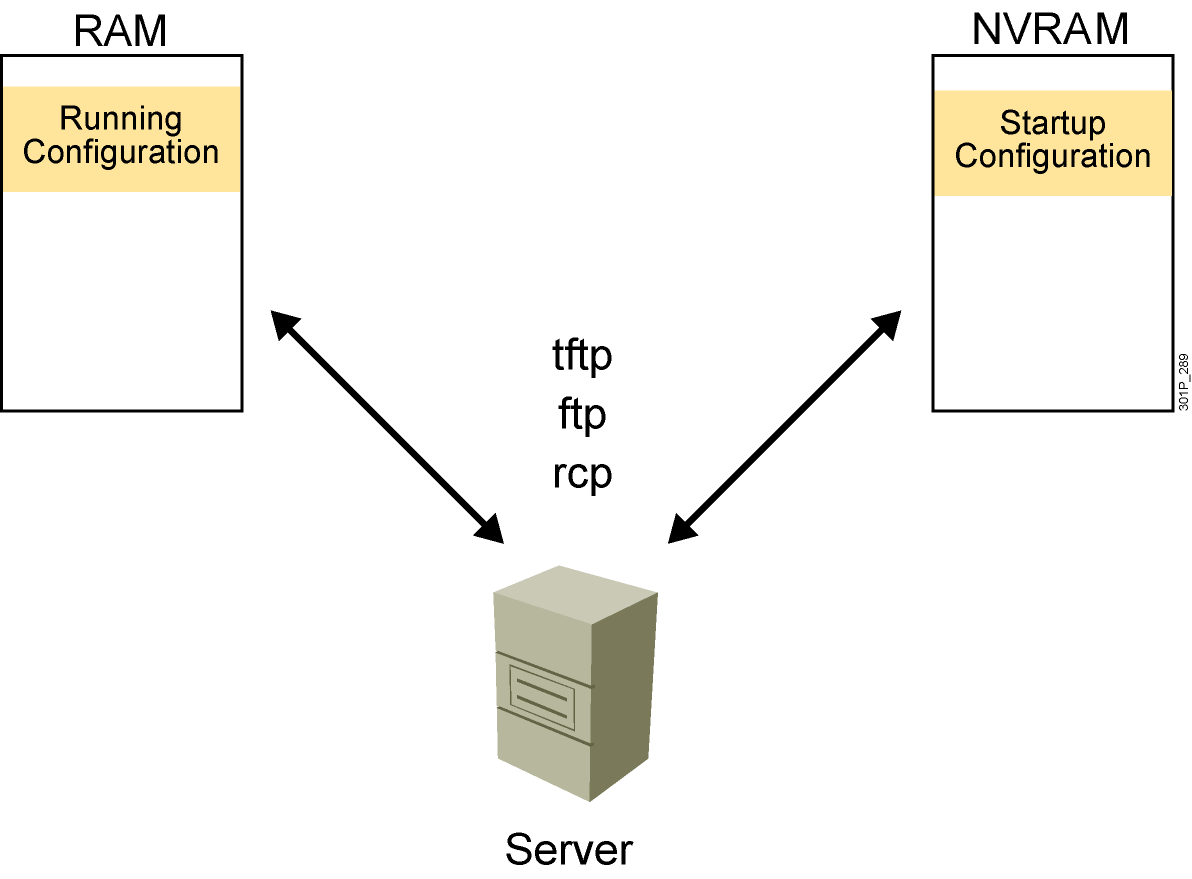 RAM
NVRAM
Running
Configuration
Startup
Configuration
tftp
ftp
rcp
301P_289
Server